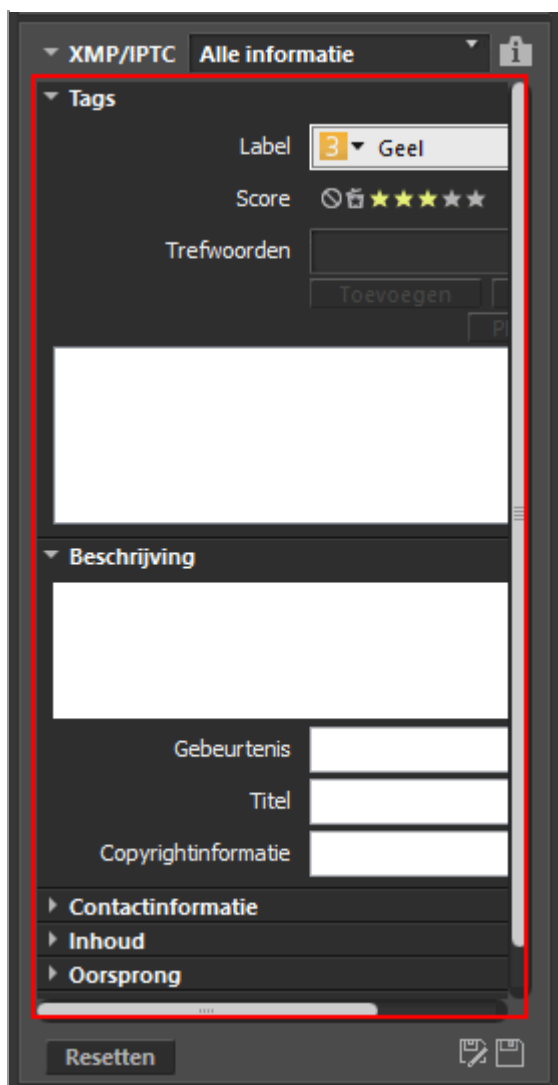 XMP/IPTC Alle informatie
Tags
Label 3 Geel
Score
Trefwoorden
Toevoegen
Beschrijving
Gebeurtenis
Titel
Copyrightinformatie
Contactinformatie
Inhoud
Oorsprong
Resetten